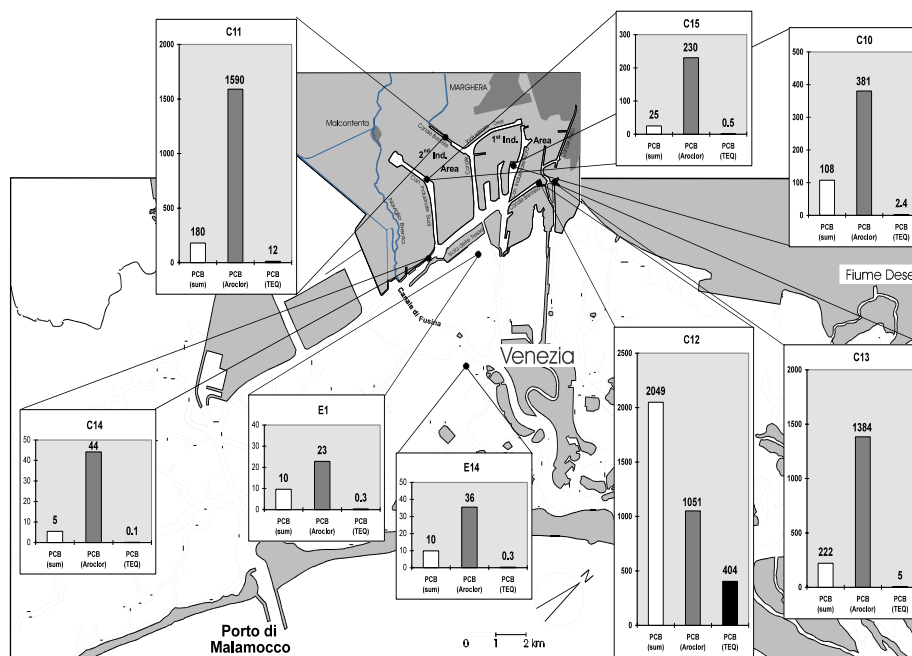 C11
2000
1500
1000
500
0
1590
180
12
PCB (sum)
PCB (Aroclor)
PCB (TEQ)
C15
300
200
100
0
230
25
0.5
PCB (sum)
PCB (Aroclor)
PCB (TEQ)
C10
500
400
300
200
100
0
381
108
2.4
PCB (sum)
PCB (Aroclor)
PCB (TEQ)
MARGHERA
Malcontenta
2nd Ind. Area
1st Ind. Area
Naviglio Brenta
Canale di Fusina
Venezia
Fiume Dese
C14
50
40
30
20
10
0
44
5
0.1
PCB (sum)
PCB (Aroclor)
PCB (TEQ)
E1
40
30
20
10
0
23
10
0.3
PCB (sum)
PCB (Aroclor)
PCB (TEQ)
E14
50
40
30
20
10
0
36
10
0.3
PCB (sum)
PCB (Aroclor)
PCB (TEQ)
C12
2500
2000
1500
1000
500
0
2049
1051
404
PCB (sum)
PCB (Aroclor)
PCB (TEQ)
C13
2000
1500
1000
500
0
1384
222
5
PCB (sum)
PCB (Aroclor)
PCB (TEQ)
Porto di
Malamocco
N
0 1 2 km